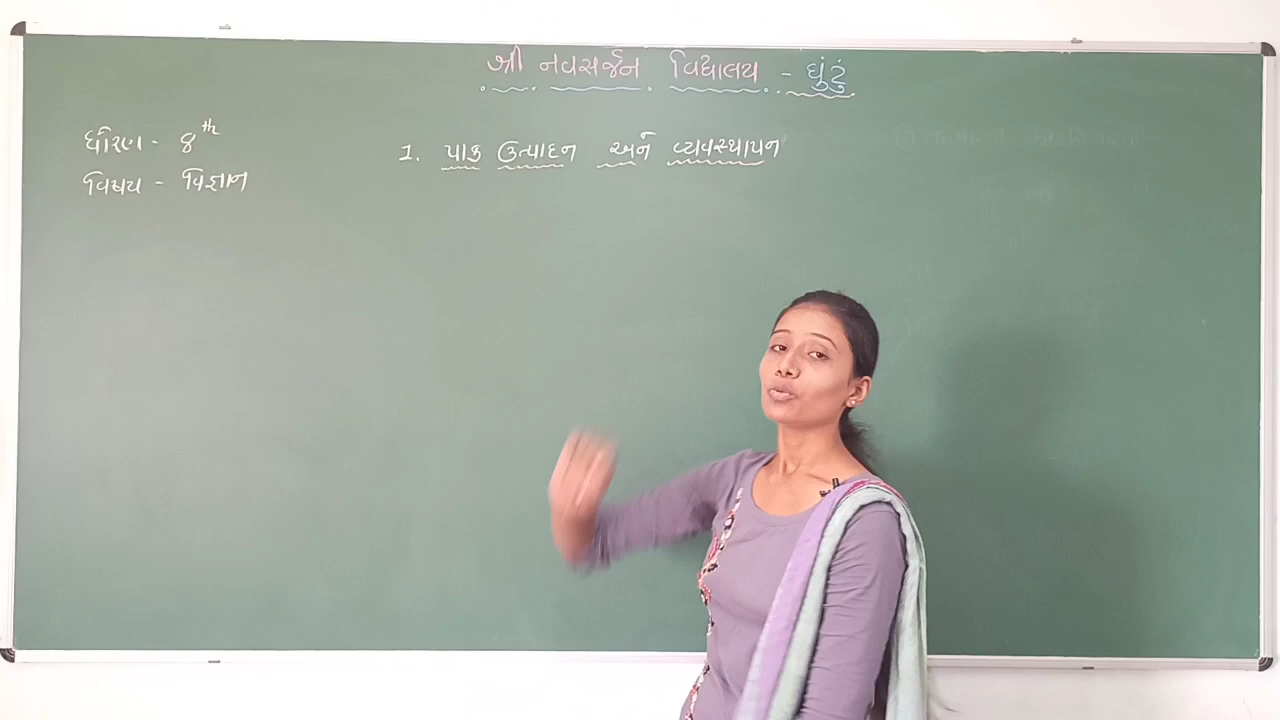 શ્રી નવસર્જન વિદ્યાલય - ઘુંટું
ધોરણ - 8th
વિષય - વિજ્ઞાન
1. પાક ઉત્પાદન અને વ્યવસ્થાપન